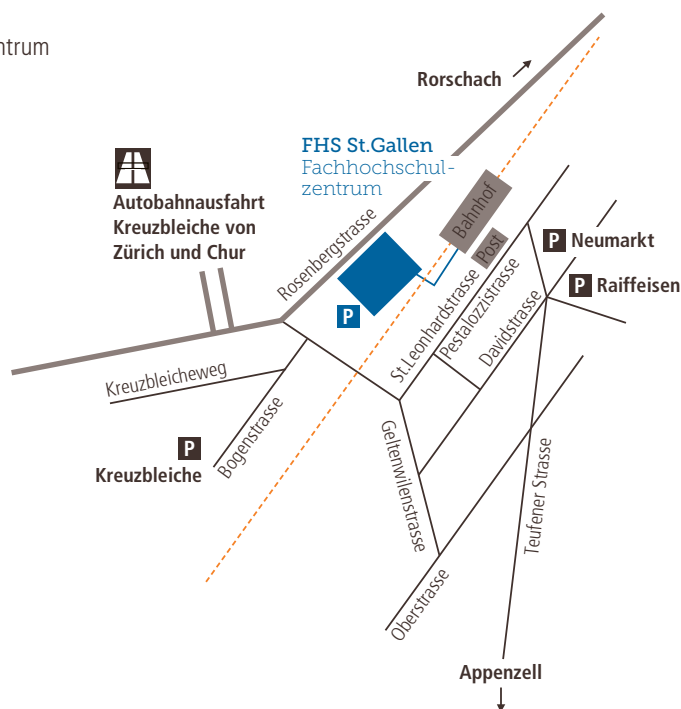 ntrum
Rorschach
FHS St.Gallen
Fachhochschul-
zentrum
Autobahnausfahrt
Kreuzbleiche von
Zürich und Chur
Bahnhof
Post
Rosenbergstrasse
P
P Neumarkt
P Raiffeisen
St.Leonhardstrasse
Pestalozzistrasse
Davidstrasse
Kreuzbleicheweg
Bogenstrasse
P
Kreuzbleiche
Geltenwilenstrasse
Teufener Strasse
Oberstrasse
Appenzell